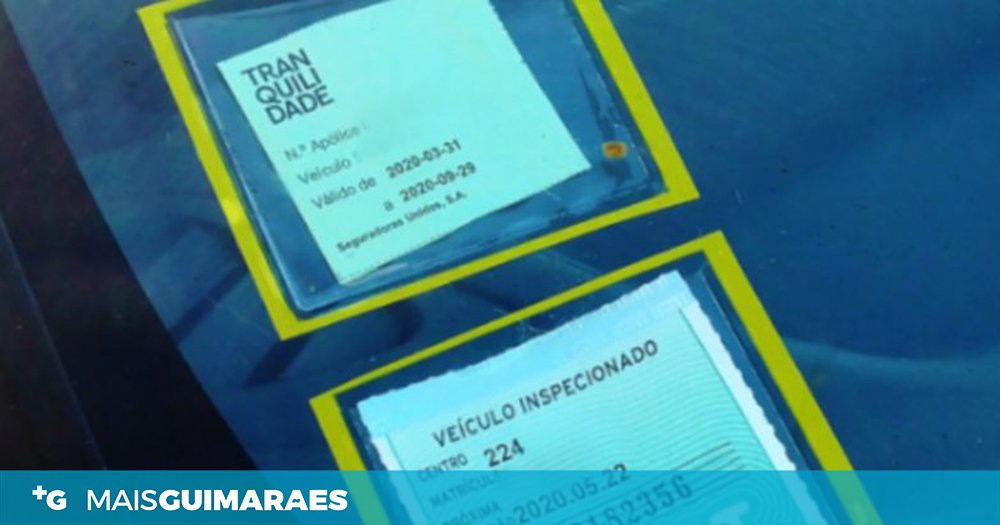 TRAN
QUILI
DADE
N.º Apólice
Veículo
Válido de 2020-03-31
a 2020-09-29
Seguradoras Unidas, S.A.
VEÍCULO INSPECIONADO
CENTRO 224
MATRÍCUL
PRÓXIMA
2020.05.22
+G MAISGUIMARAES